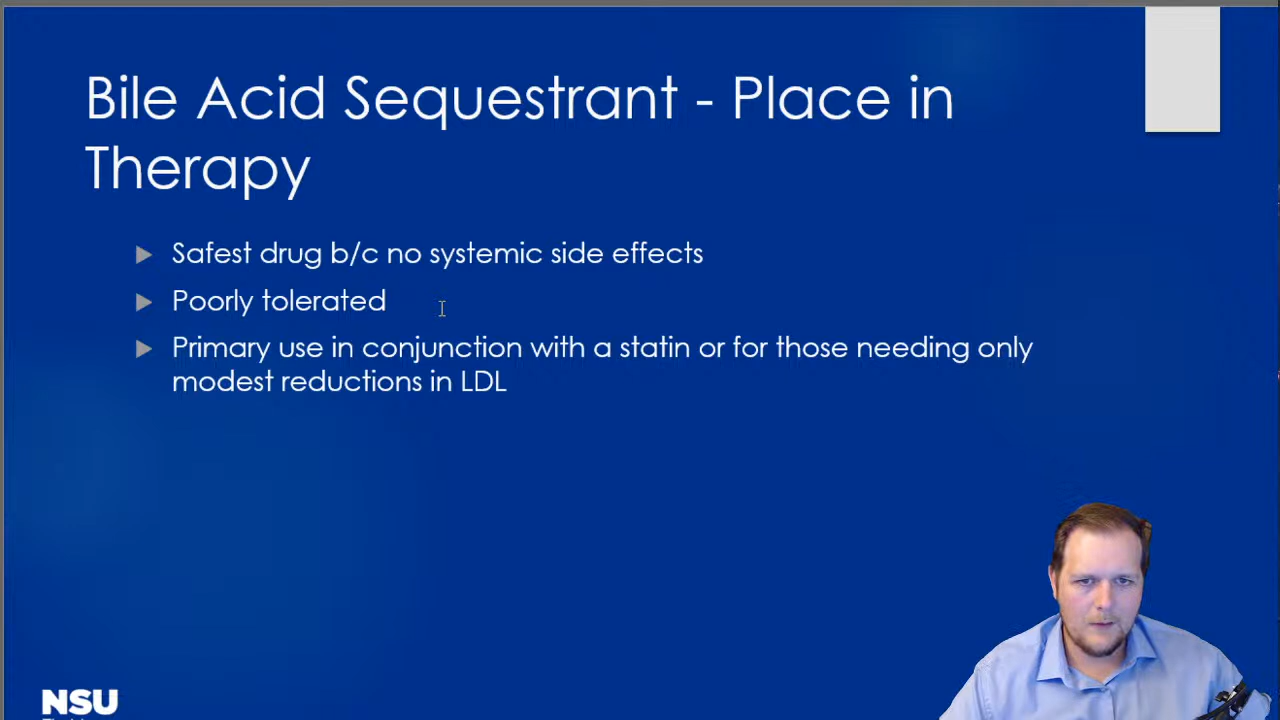 Bile Acid Sequestrant - Place in
Therapy
Safest drug b/c no systemic side effects
Poorly tolerated
Primary use in conjunction with a statin or for those needing only
modest reductions in LDL
NSU